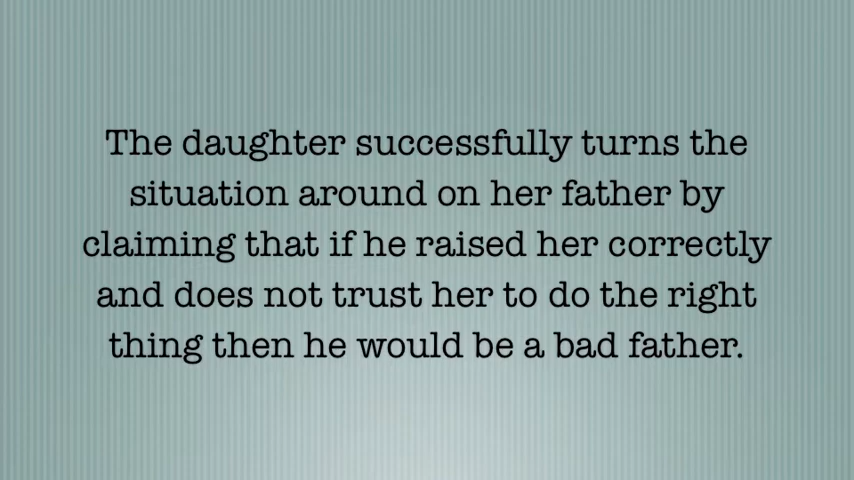 The daughter successfully turns the
situation around on her father by
claiming that if he raised her correctly
and does not trust her to do the right
thing then he would be a bad father.